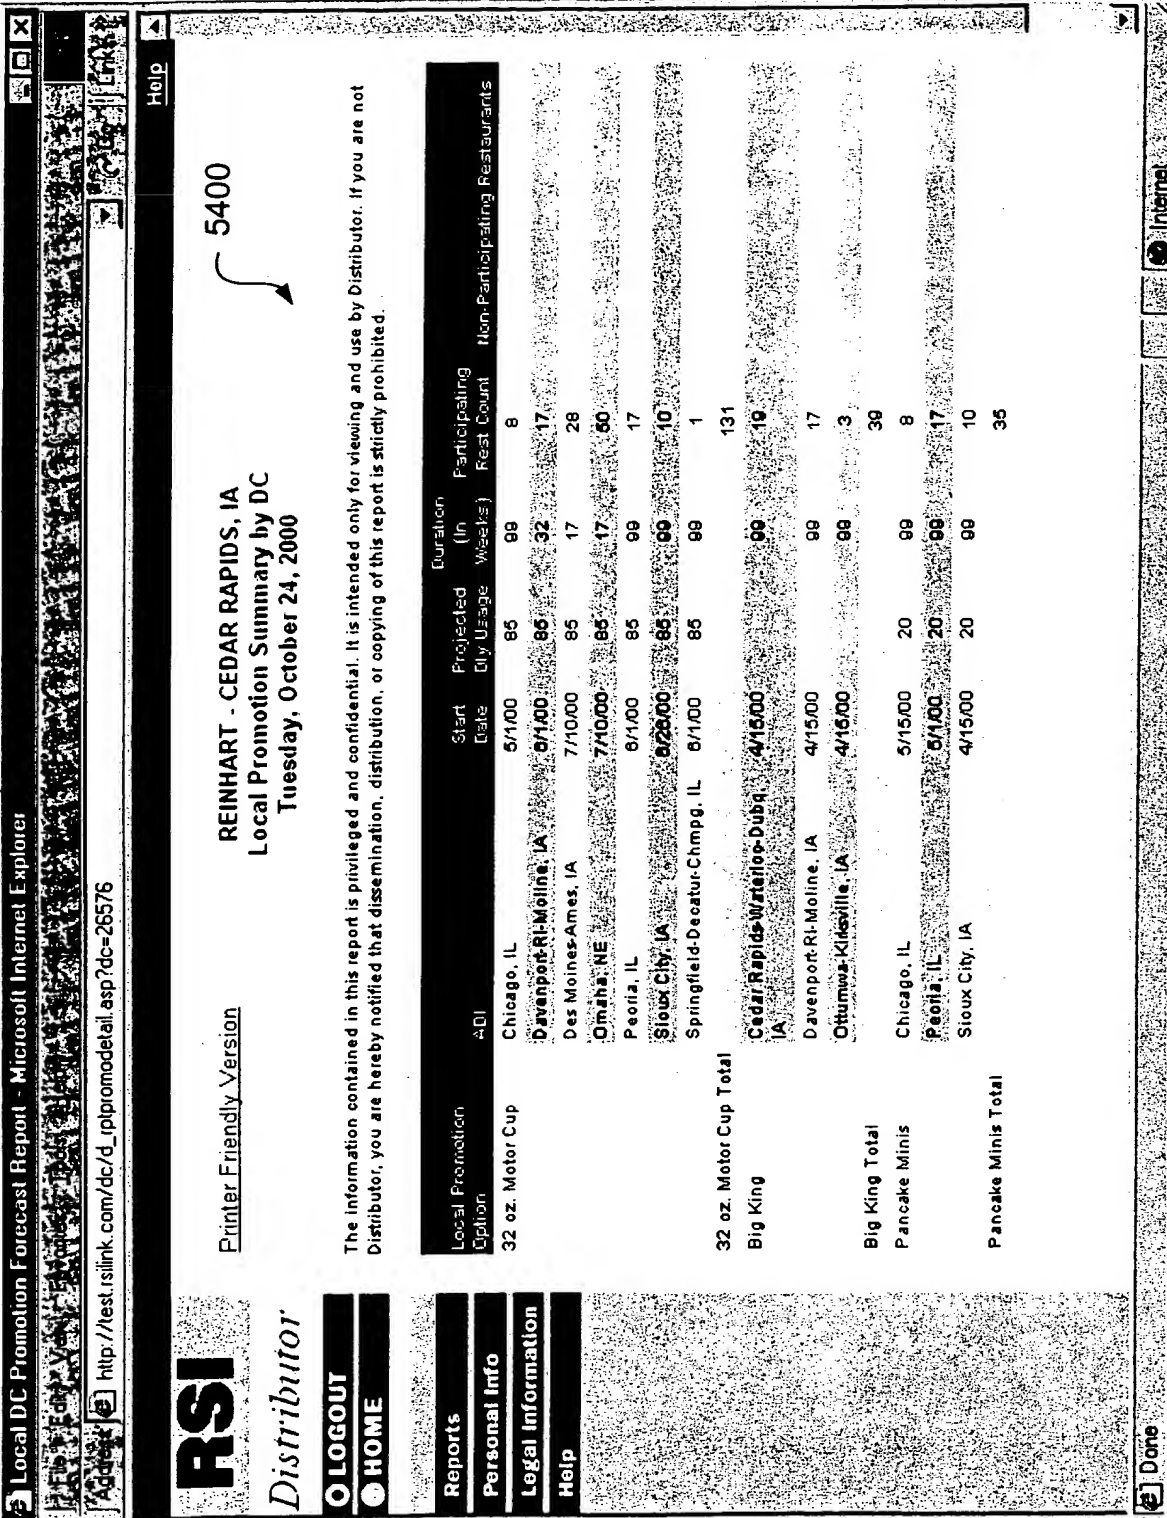 Local DC Promotion Forecast Report - Microsoft Internet Explorer
Address http://test.rsilink.com/dc/d_rptpromodetail.asp?dc=26576
Help
RSI
Distributor
LOGOUT
HOME
Reports
Personal Info
Legal Information
Help
Printer Friendly Version
REINHART - CEDAR RAPIDS, IA
Local Promotion Summary by DC
Tuesday, October 24, 2000
5400
The information contained in this report is privileged and confidential. It is intended only for viewing and use by Distributor. If you are not
Distributor, you are hereby notified that dissemination, distribution, or copying of this report is strictly prohibited.
Local Promotion Option ADI Start Date Projected Dly Usage Duration (In Weeks) Participating Rest Count Non-Participating Restaurants
32 oz. Motor Cup Chicago, IL 5/1/00 85 99 8
Davenport-RI-Moline, IA 6/1/00 85 32 17
Des Moines-Ames, IA 7/10/00 85 17 28
Omaha, NE 7/10/00 85 17 50
Peoria, IL 6/1/00 85 99 17
Sioux City, IA 6/26/00 85 99 10
Springfield-Decatur-Chmpg, IL 6/1/00 85 99 1
32 oz. Motor Cup Total 131
Big King Cedar Rapids-Waterloo-Dubq, 4/15/00 99 19
IA
Davenport-RI-Moline, IA 4/15/00 99 17
Ottumwa-Kirksville, IA 4/15/00 99 3
Big King Total 39
Pancake Minis Chicago, IL 5/15/00 20 99 8
Peoria, IL 5/1/00 20 99 17
Sioux City, IA 4/15/00 20 99 10
Pancake Minis Total 35
Done
Internet